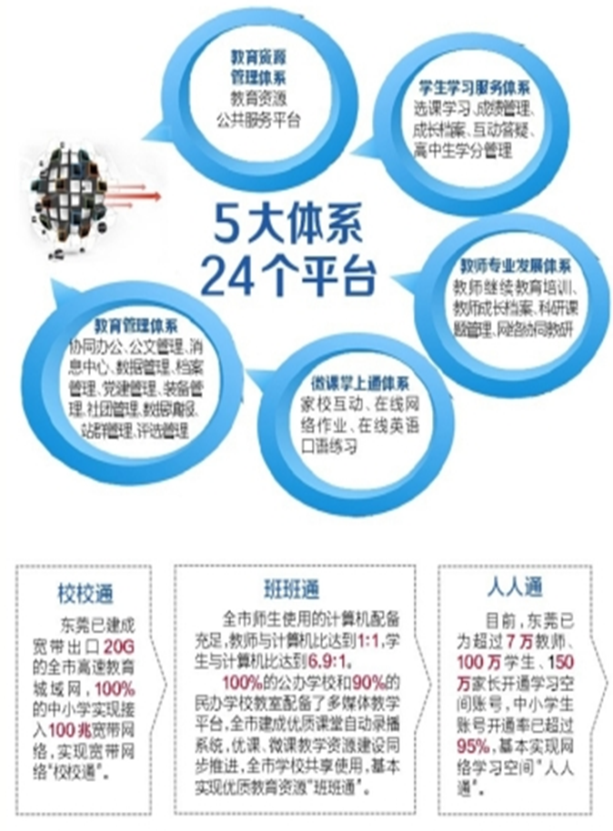 教育资源
管理体系
教育资源
公共服务平台
学生学习服务体系
选课学习、成绩管理、
成长档案、互动答疑、
高中生学分管理
5大体系
24个平台
教师专业发展体系
教师继续教育培训、
教师成长档案、科研课
题管理、网络协同教研
教育管理体系
协同办公、公文管理、消
息中心、数据管理、档案
管理、党建管理、装备管
理、社团管理、数据填报、
站群管理、评选管理
微课掌上通体系
家校互动、在线网
络作业、在线英语
口语练习
校校通
东莞已建成
宽带出口20G
的全市高速教育
城域网，100%
的中小学实现接
入100兆宽带网
络，实现宽带网
络“校校通”。
班班通
全市师生使用的计算机配备
充足，教师与计算机比达到1:1，学
生与计算机比达到6.9:1。
100%的公办学校和90%的
民办学校教室配备了多媒体教学
平台，全市建成优质课堂自动录播
系统，优课、微课教学资源建设同
步推进，全市学校共享使用，基本
实现优质教育资源“班班通”。
人人通
目前，东莞已
为超过7万教师、
100万学生、150
万家长开通学习空
间账号，中小学生
账号开通率已超过
95%，基本实现网
络学习空间“人人
通”。